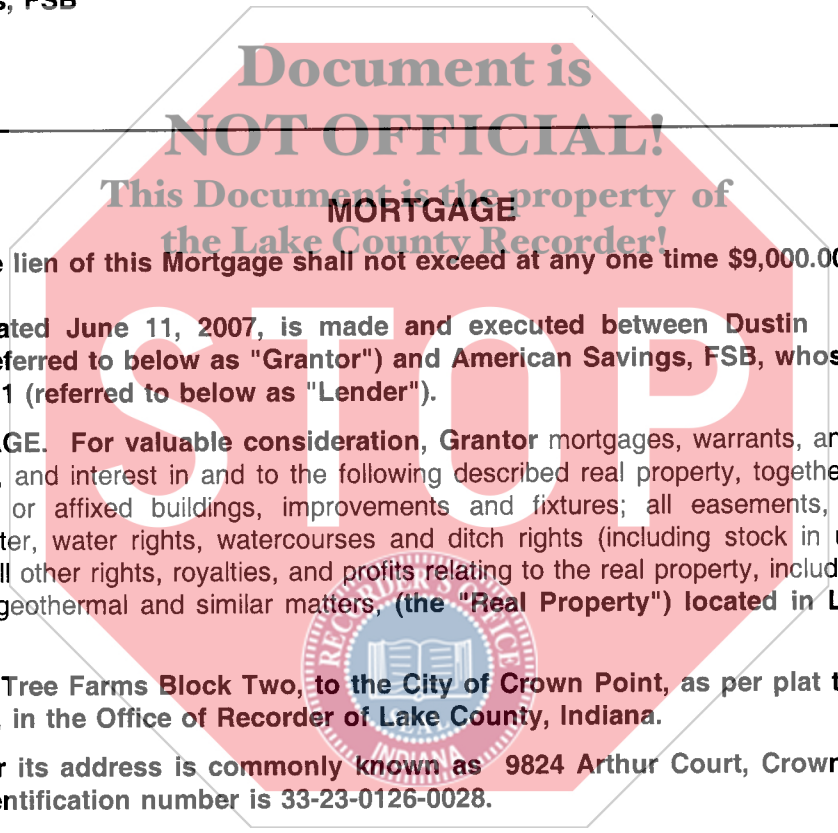 s, FSB
Document is
NOT OFFICIAL!
This Document is the property of
MORTGAGE
the Lake County Recorder!
e lien of this Mortgage shall not exceed at any one time $9,000.00
ated June 11, 2007, is made and executed between Dustin
eferred to below as "Grantor") and American Savings, FSB, whos
1 (referred to below as "Lender").
STOP
AGE. For valuable consideration, Grantor mortgages, warrants, an
, and interest in and to the following described real property, togethe
or affixed buildings, improvements and fixtures; all easements,
ter, water rights, watercourses and ditch rights (including stock in u
ll other rights, royalties, and profits relating to the real property, includ
geothermal and similar matters, (the "Real Property") located in L
RECORDER'S OFFICE
Tree Farms Block Two, to the City of Crown Point, as per plat t
, in the Office of Recorder of Lake County, Indiana.
INDIANA
r its address is commonly known as 9824 Arthur Court, Crown
entification number is 33-23-0126-0028.